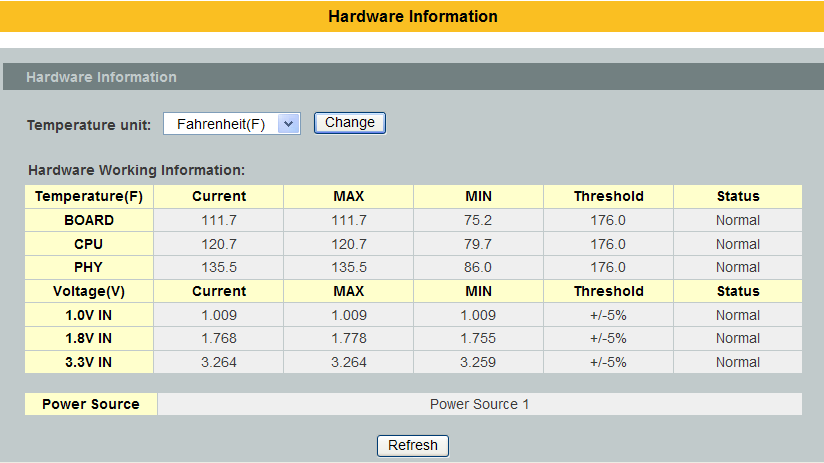 Hardware Information
Hardware Information
Temperature unit: Fahrenheit(F) Change
Hardware Working Information:
Temperature(F) Current MAX MIN Threshold Status
BOARD 111.7 111.7 75.2 176.0 Normal
CPU 120.7 120.7 79.7 176.0 Normal
PHY 135.5 135.5 86.0 176.0 Normal
Voltage(V) Current MAX MIN Threshold Status
1.0V IN 1.009 1.009 1.009 +/-5% Normal
1.8V IN 1.768 1.778 1.755 +/-5% Normal
3.3V IN 3.264 3.264 3.259 +/-5% Normal
Power Source Power Source 1
Refresh